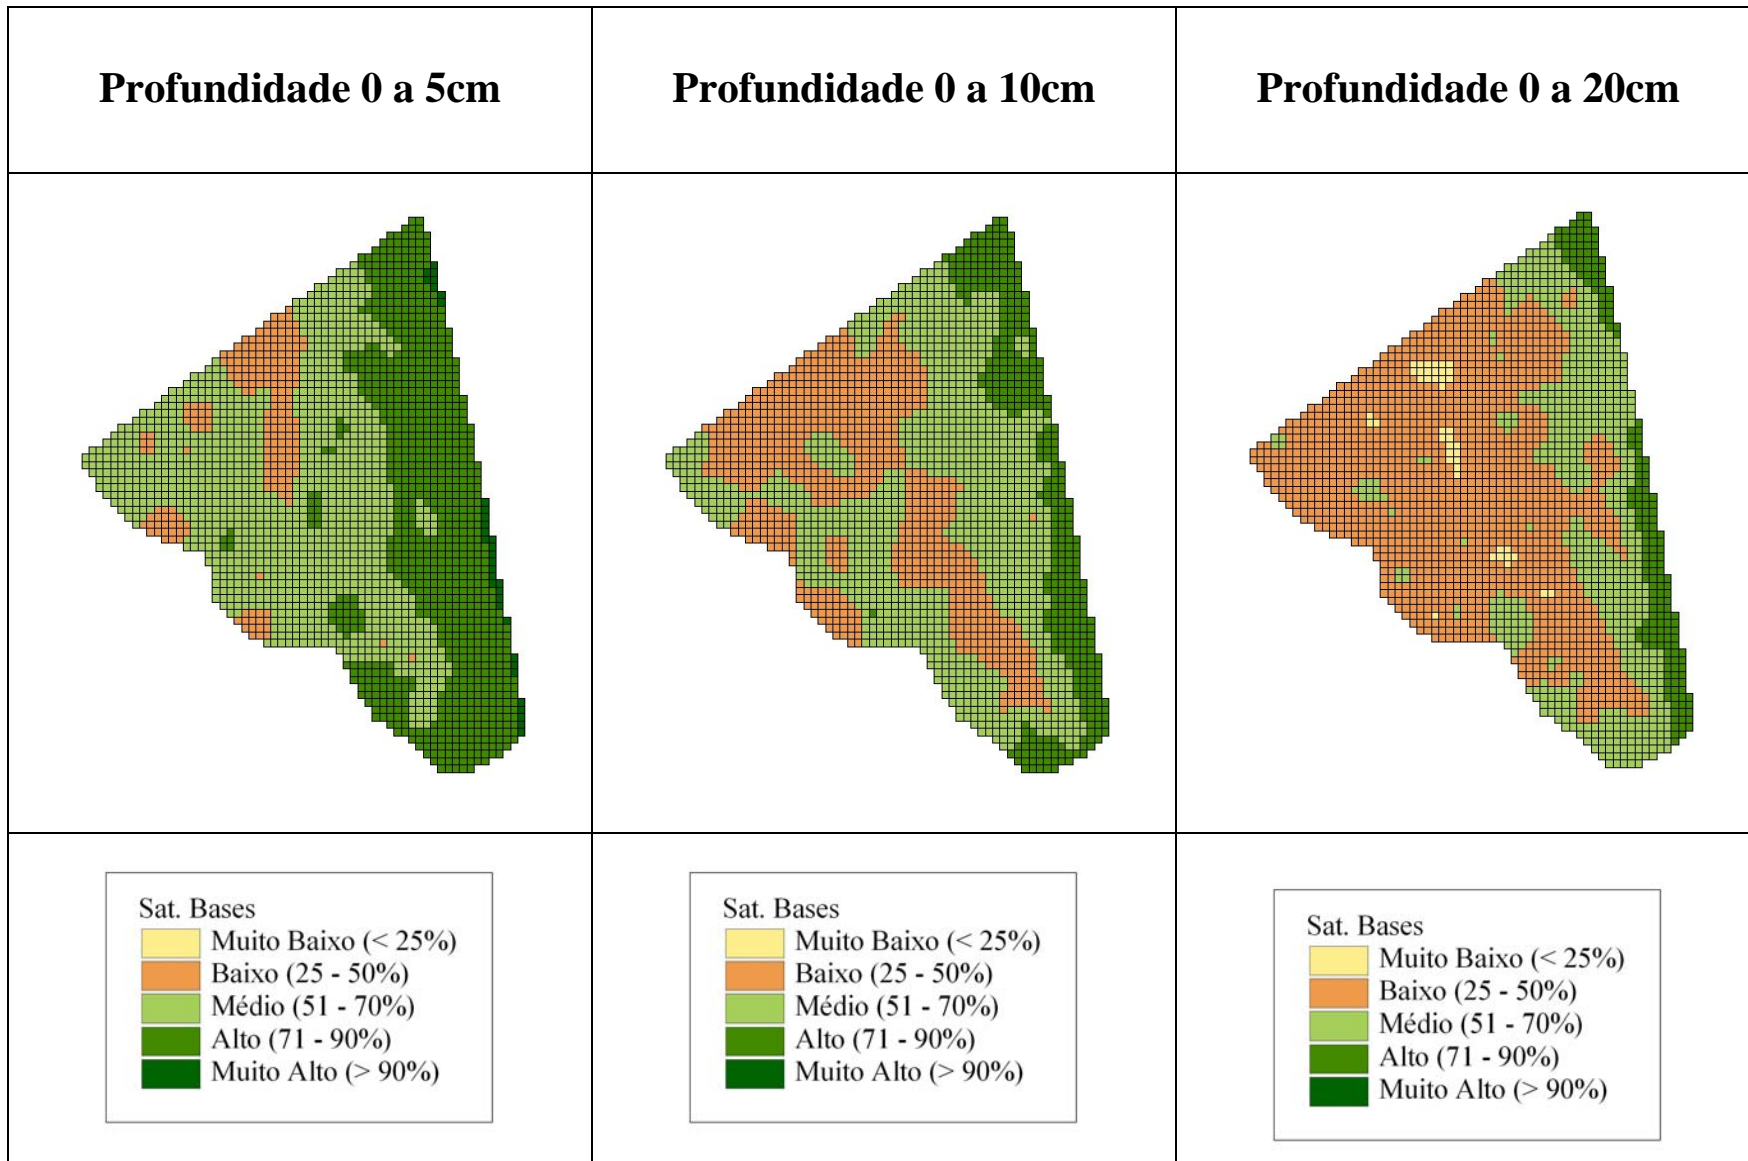 Profundidade 0 a 5cm
Profundidade 0 a 10cm
Profundidade 0 a 20cm
Sat. Bases
Muito Baixo (< 25%)
Baixo (25 - 50%)
Médio (51 - 70%)
Alto (71 - 90%)
Muito Alto (> 90%)
Sat. Bases
Muito Baixo (< 25%)
Baixo (25 - 50%)
Médio (51 - 70%)
Alto (71 - 90%)
Muito Alto (> 90%)
Sat. Bases
Muito Baixo (< 25%)
Baixo (25 - 50%)
Médio (51 - 70%)
Alto (71 - 90%)
Muito Alto (> 90%)